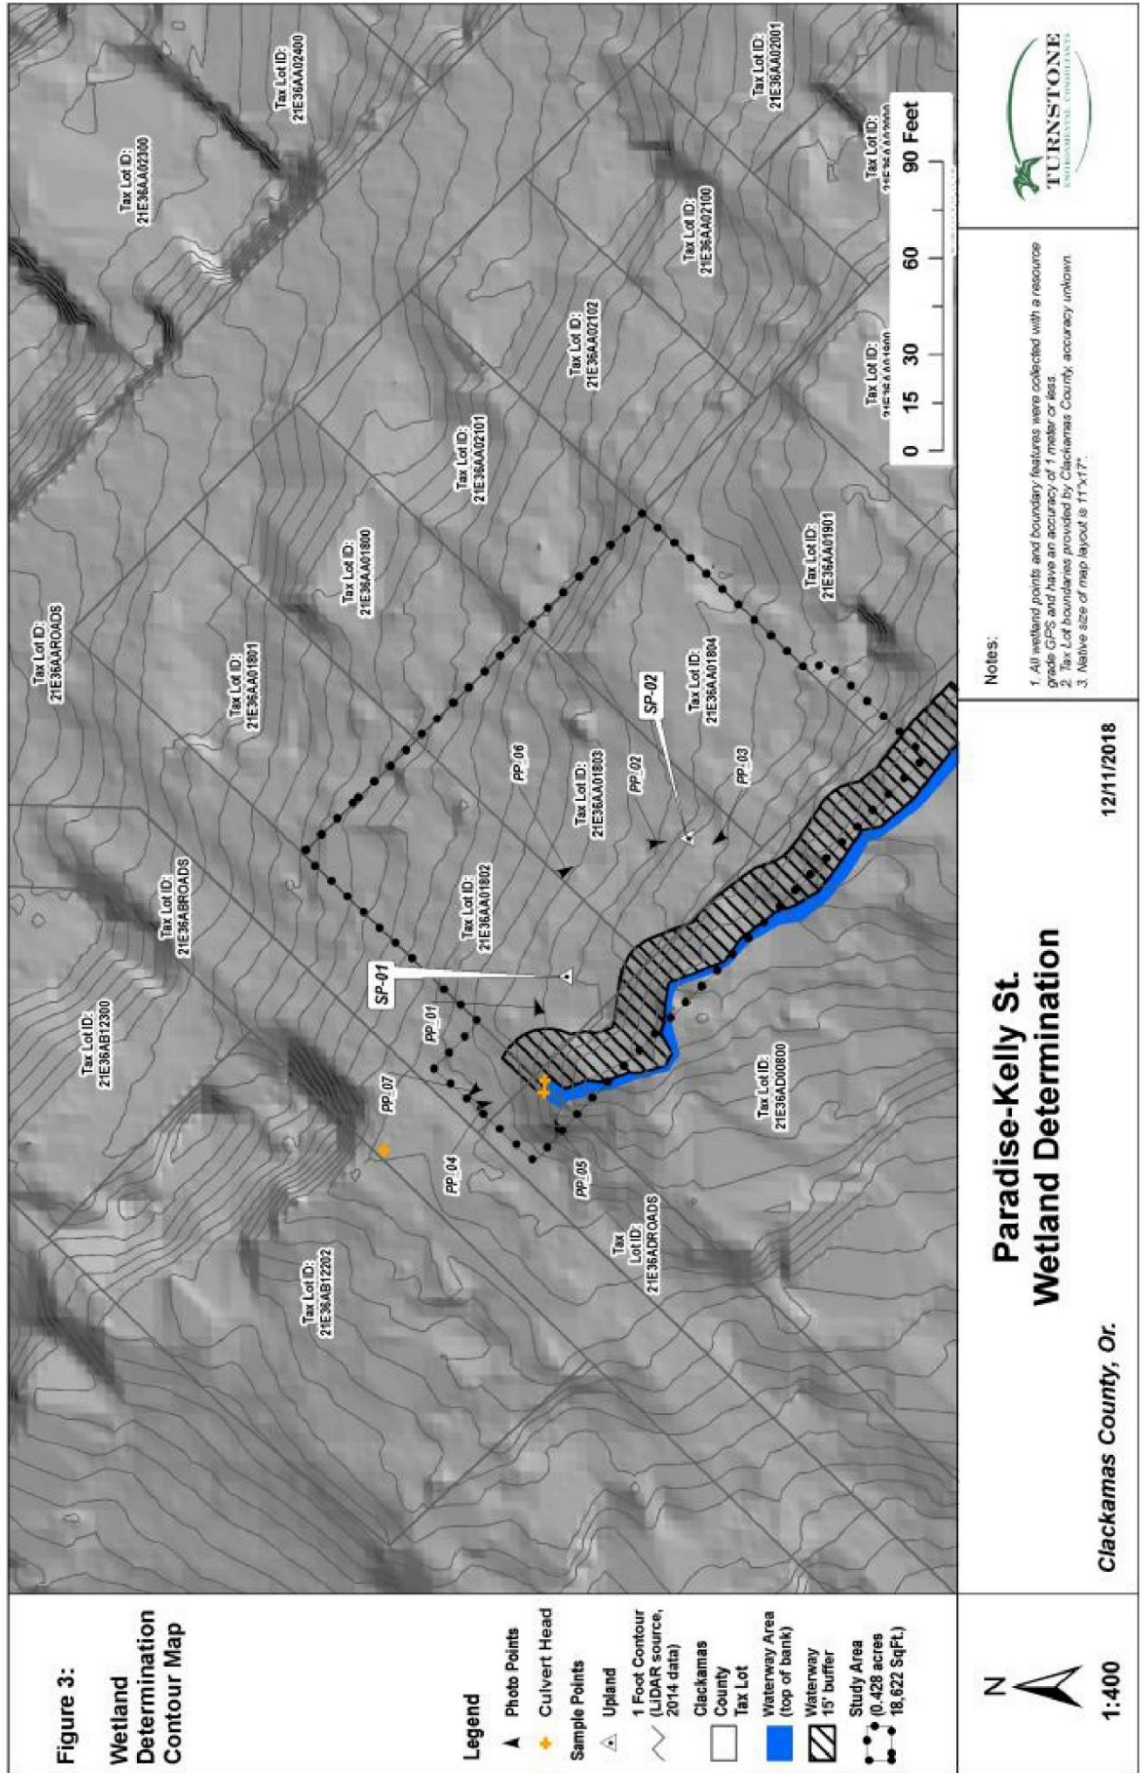 Figure 3:
Wetland
Determination
Contour Map
Legend
Photo Points
Culvert Head
Sample Points
Upland
1 Foot Contour
(LiDAR source,
2014 data)
Clackamas
County
Tax Lot
Waterway Area
(top of bank)
Waterway
15' buffer
Study Area
(0.428 acres
18,622 SqFt.)
Tax Lot ID:
21E36AB12300
Tax Lot ID:
21E36ABROADS
Tax Lot ID:
21E36AAROADS
Tax Lot ID:
21E36AA02300
Tax Lot ID:
21E36AA02400
Tax Lot ID:
21E36AA01801
Tax Lot ID:
21E36AB12202
Tax Lot ID:
21E36AA01800
PP_07
SP-01
PP_01
PP_04
Tax Lot ID:
21E36AA01802
Tax Lot ID:
21E36AA02101
PP_06
PP_05
Tax Lot ID:
21E36AA01803
Tax Lot ID:
21E36AA02102
Tax
Lot ID:
21E36ADROADS
PP_02
SP-02
Tax Lot ID:
21E36AA01804
Tax Lot ID:
21E36AA02100
PP_03
Tax Lot ID:
21E36AD00800
Tax Lot ID:
21E36AA02001
Tax Lot ID:
21E36AA01901
Tax Lot ID:
Tax Lot ID:
0 15 30 60 90 Feet
N
1:400
Paradise-Kelly St.
Wetland Determination
Clackamas County, Or.
12/11/2018
Notes:
1. All wetland points and boundary features were collected with a resource
grade GPS and have an accuracy of 1 meter or less.
2. Tax Lot boundaries provided by Clackamas County, accuracy unkown.
3. Native size of map layout is 11"x17".
TURNSTONE
ENVIRONMENTAL CONSULTANTS